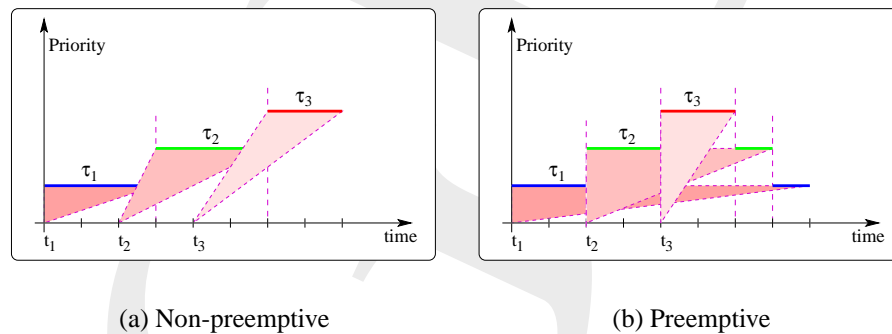 Priority
τ3
τ2
τ1
t1 t2 t3 time
(a) Non-preemptive
Priority
τ3
τ2
τ1
t1 t2 t3 time
(b) Preemptive